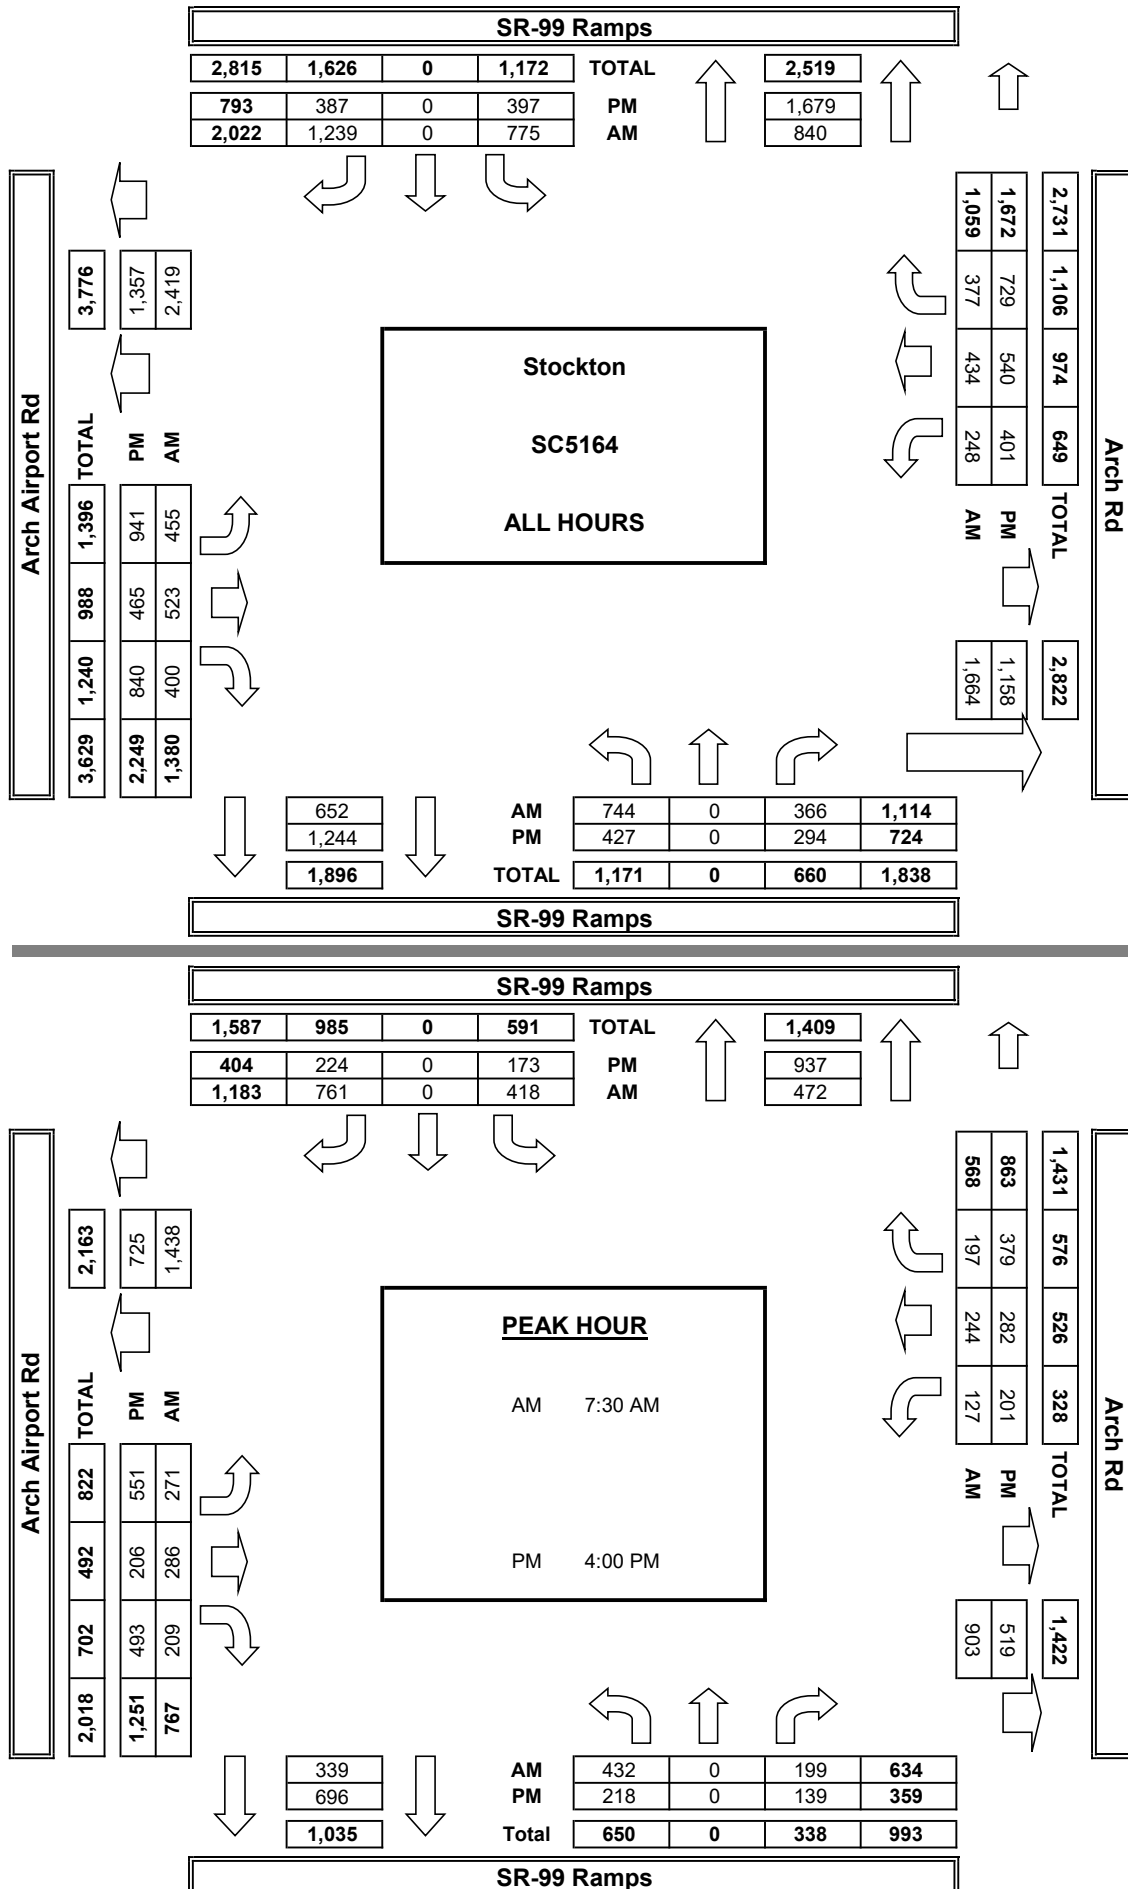 SR-99 Ramps
2,815 1,626 0 1,172 TOTAL 2,519
793 387 0 397 PM 1,679
2,022 1,239 0 775 AM 840
Arch Airport Rd
3,776
1,357
2,419
TOTAL
PM
AM
1,396 988 1,240 3,629
941 465 840 2,249
455 523 400 1,380
Stockton
SC5164
ALL HOURS
2,731 1,106 974 649 TOTAL 2,822
1,672 729 540 401 PM 1,158
1,059 377 434 248 AM 1,664
Arch Rd
652 AM 744 0 366 1,114
1,244 PM 427 0 294 724
1,896 TOTAL 1,171 0 660 1,838
SR-99 Ramps
SR-99 Ramps
1,587 985 0 591 TOTAL 1,409
404 224 0 173 PM 937
1,183 761 0 418 AM 472
Arch Airport Rd
2,163
725
1,438
TOTAL
PM
AM
822 492 702 2,018
551 206 493 1,251
271 286 209 767
PEAK HOUR
AM 7:30 AM
PM 4:00 PM
1,431 576 526 328 TOTAL 1,422
863 379 282 201 PM 519
568 197 244 127 AM 903
Arch Rd
339 AM 432 0 199 634
696 PM 218 0 139 359
1,035 Total 650 0 338 993
SR-99 Ramps